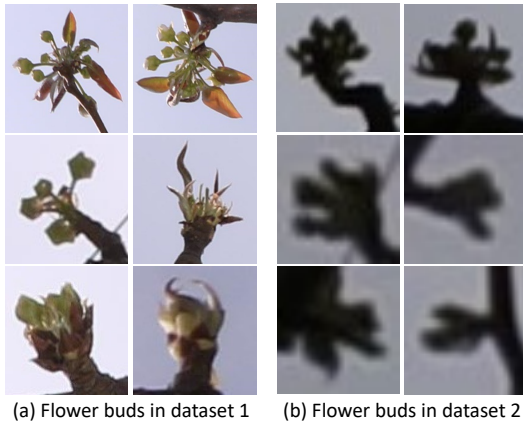 (a) Flower buds in dataset 1
(b) Flower buds in dataset 2